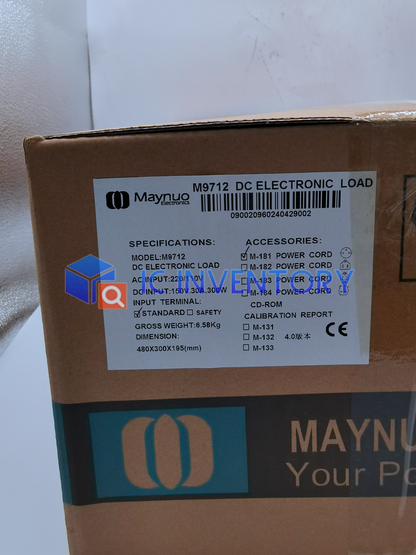 M9712 DC ELECTRONIC LOAD
Maynuo
Electronics
090020960240429002
SPECIFICATIONS:
MODEL:M9712
DC ELECTRONIC LOAD
AC INPUT:220/110V
DC INPUT:150V 30A 300W
INPUT TERMINAL:
STANDARD SAFETY
GROSS WEIGHT:6.58Kg
DIMENSION:
480X300X195(mm)
ACCESSORIES:
M-181 POWER CORD
M-182 POWER CORD
M-183 POWER CORD
M-184 POWER CORD
CD-ROM
CALIBRATION REPORT
M-131
M-132 4.0版本
M-133
CE
IC INVENTORY
MAYNU
Your Po